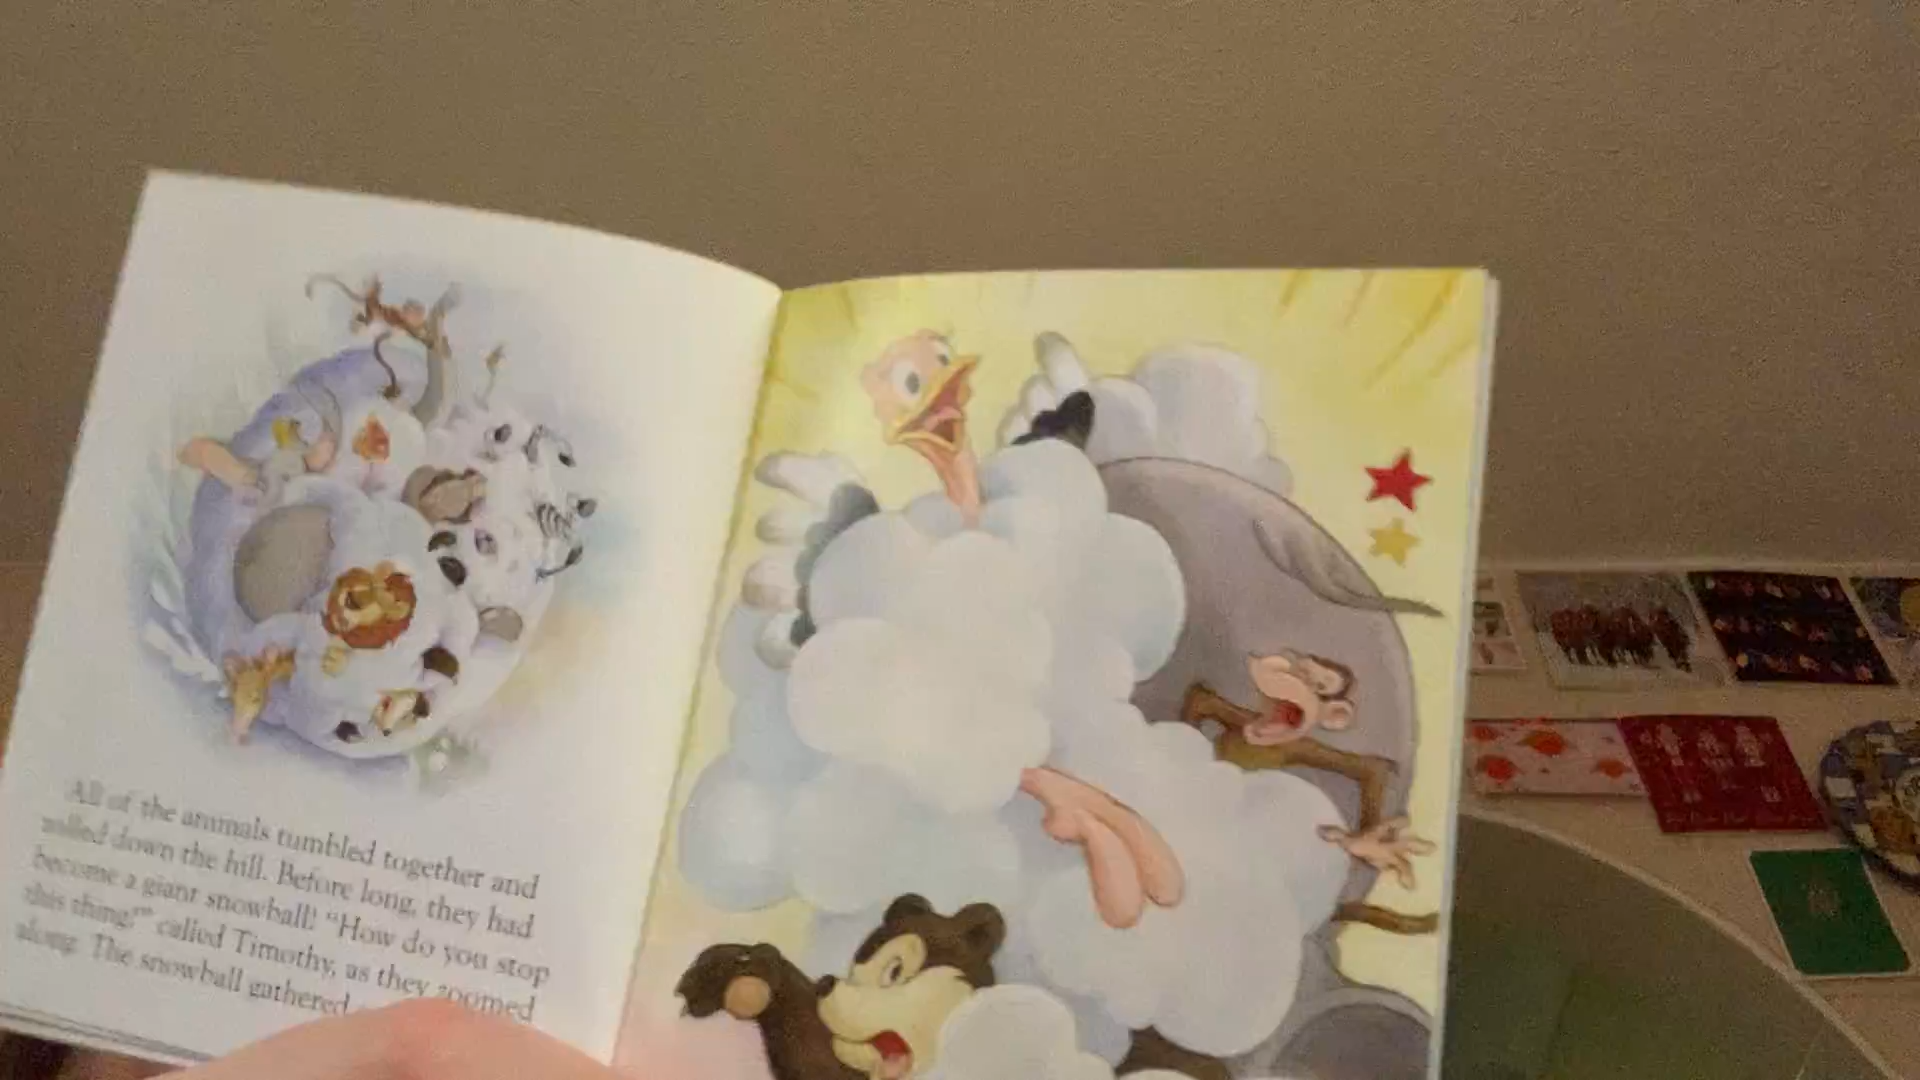 All of the animals tumbled together and
rolled down the hill. Before long, they had
become a giant snowball! "How do you stop
this thing?" called Timothy, as they zoomed
along. The snowball gathered